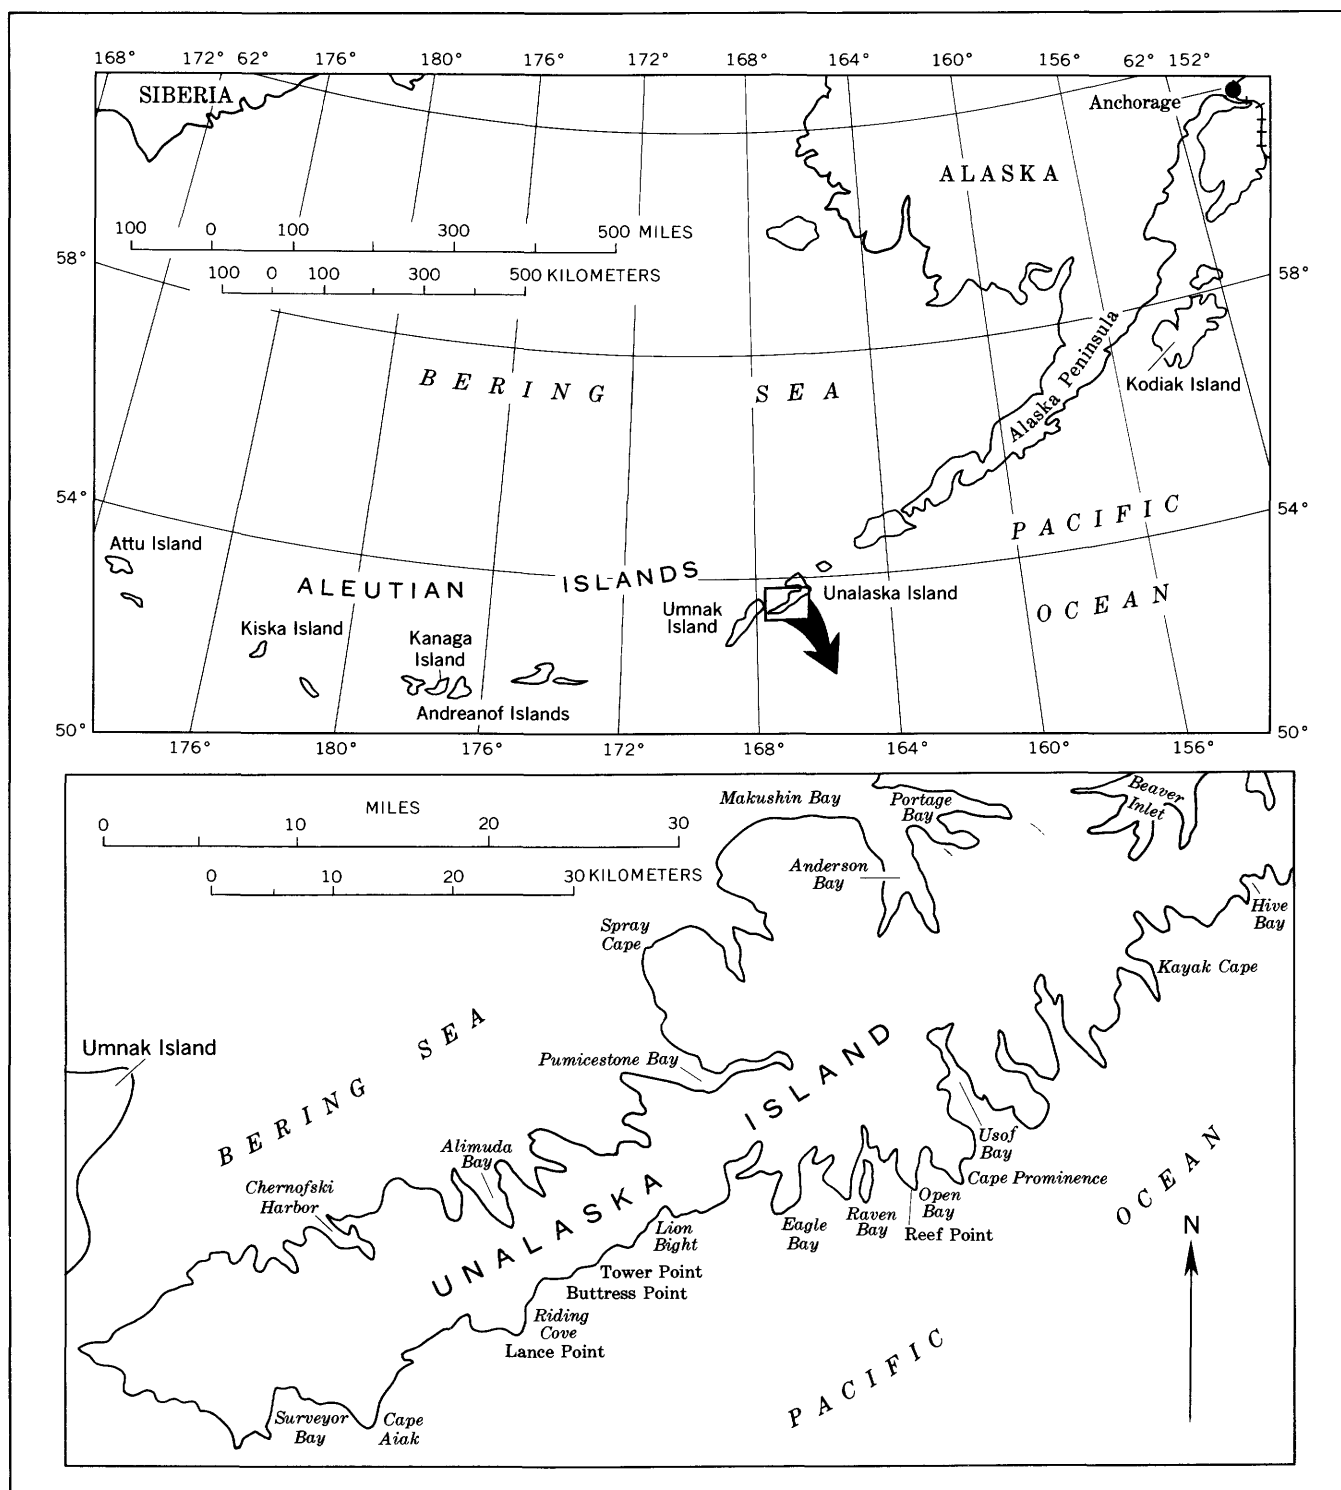 168° 172° 62° 176° 180° 176° 172° 168° 164° 160° 156° 62° 152°
SIBERIA
Anchorage
ALASKA
100 0 100 300 500 MILES
58°
100 0 100 300 500 KILOMETERS
58°
BERING SEA
Alaska Peninsula
Kodiak Island
54°
PACIFIC
54°
Attu Island
ALEUTIAN ISLANDS
Unalaska Island
OCEAN
Umnak
Island
Kiska Island
Kanaga
Island
Andreanof Islands
50°
50°
176° 180° 176° 172° 168° 164° 160° 156°
MILES
0 10 20 30
0 10 20 30 KILOMETERS
Makushin Bay
Portage
Bay
Beaver
Inlet
Anderson
Bay
Hive
Bay
Spray
Cape
Kayak Cape
Umnak Island
BERING SEA
Pumicestone Bay
UNALASKA ISLAND
Alimuda
Bay
Usof
Bay
Chernofski
Harbor
Cape Prominence
Open
Bay
Raven
Bay
Reef Point
Eagle
Bay
Lion
Bight
Tower Point
Buttress Point
Riding
Cove
Lance Point
PACIFIC OCEAN
N
Surveyor
Bay
Cape
Aiak